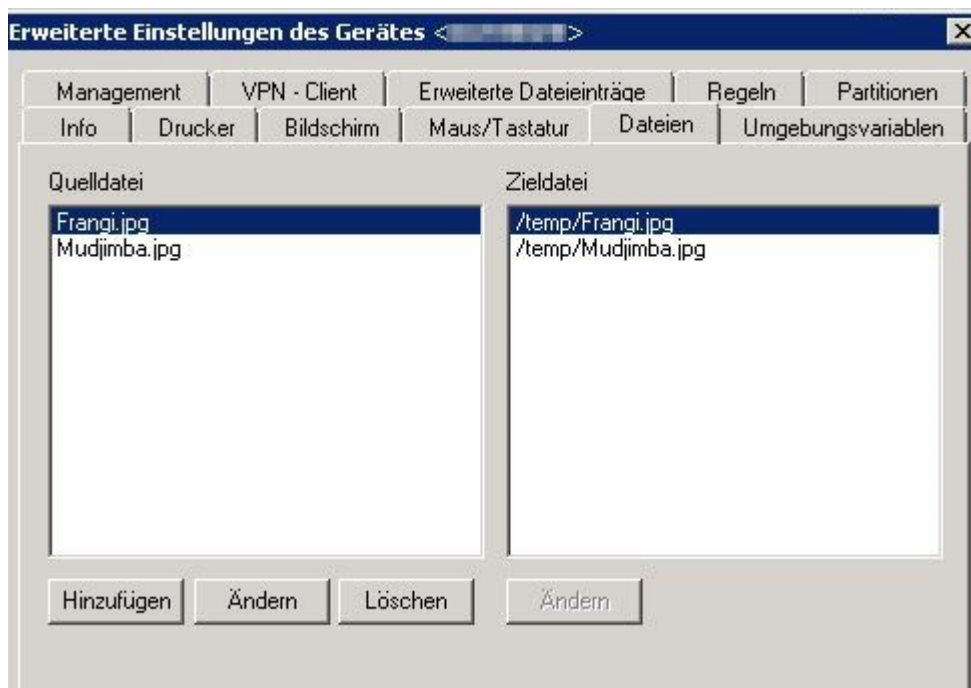 Erweiterte Einstellungen des Gerätes < >
Management VPN - Client Erweiterte Dateieinträge Regeln Partitionen
Info Drucker Bildschirm Maus/Tastatur Dateien Umgebungsvariablen
Quelldatei Zieldatei
Frangi.jpg /temp/Frangi.jpg
Mudjimba.jpg /temp/Mudjimba.jpg
Hinzufügen Ändern Löschen Ändern